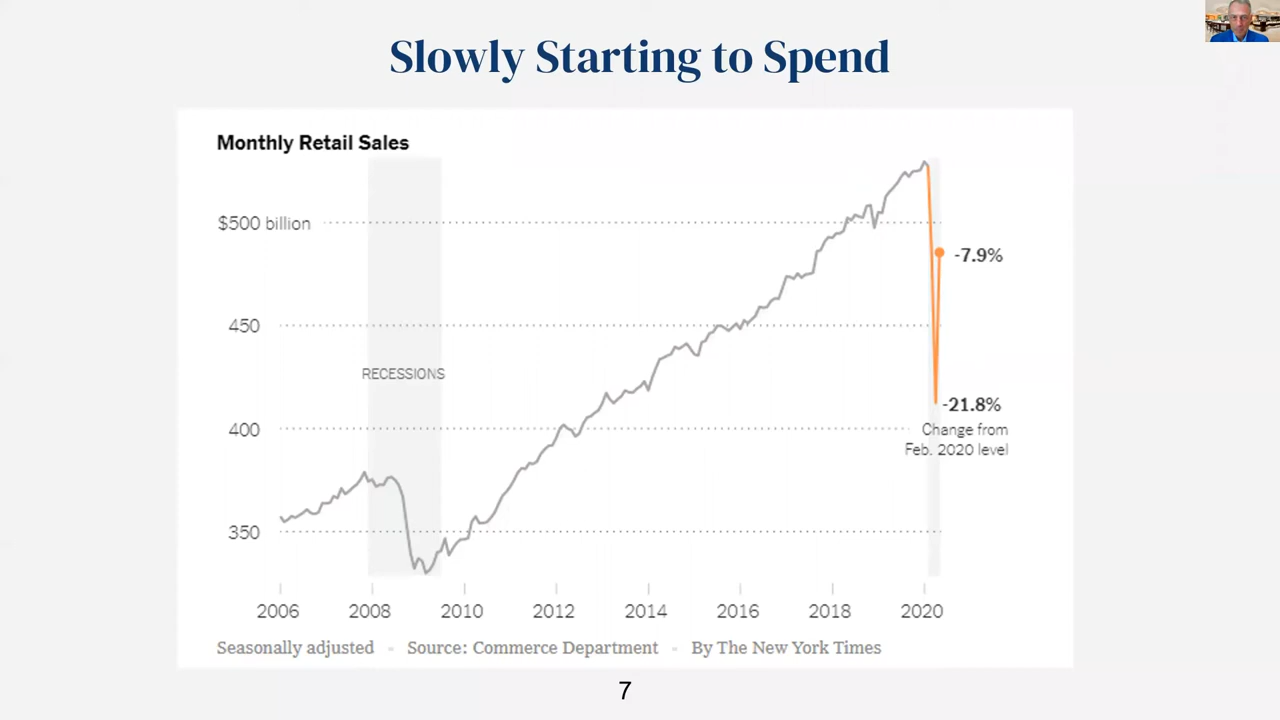 Slowly Starting to Spend
Monthly Retail Sales
$500 billion
-7.9%
450
RECESSIONS
-21.8%
400
Change from
Feb. 2020 level
350
2006 2008 2010 2012 2014 2016 2018 2020
Seasonally adjusted Source: Commerce Department By The New York Times
7